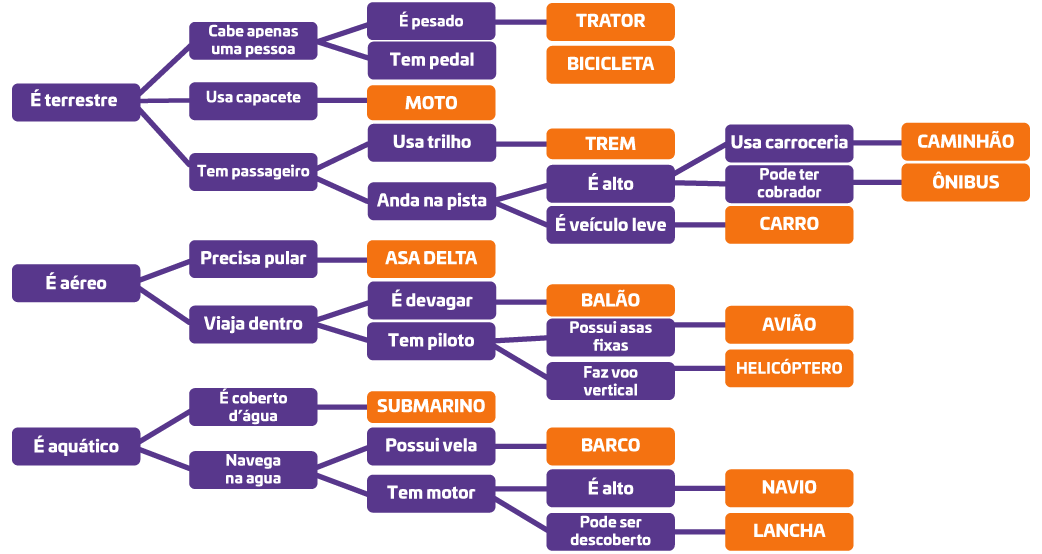 É terrestre
Cabe apenas
uma pessoa
É pesado
TRATOR
Tem pedal
BICICLETA
Usa capacete
MOTO
Tem passageiro
Usa trilho
TREM
Anda na pista
É alto
Usa carroceria
CAMINHÃO
Pode ter
cobrador
ÔNIBUS
É veículo leve
CARRO
É aéreo
Precisa pular
ASA DELTA
Viaja dentro
É devagar
BALÃO
Tem piloto
Possui asas
fixas
AVIÃO
Faz voo
vertical
HELICÓPTERO
É aquático
É coberto
d'água
SUBMARINO
Navega
na agua
Possui vela
BARCO
Tem motor
É alto
NAVIO
Pode ser
descoberto
LANCHA